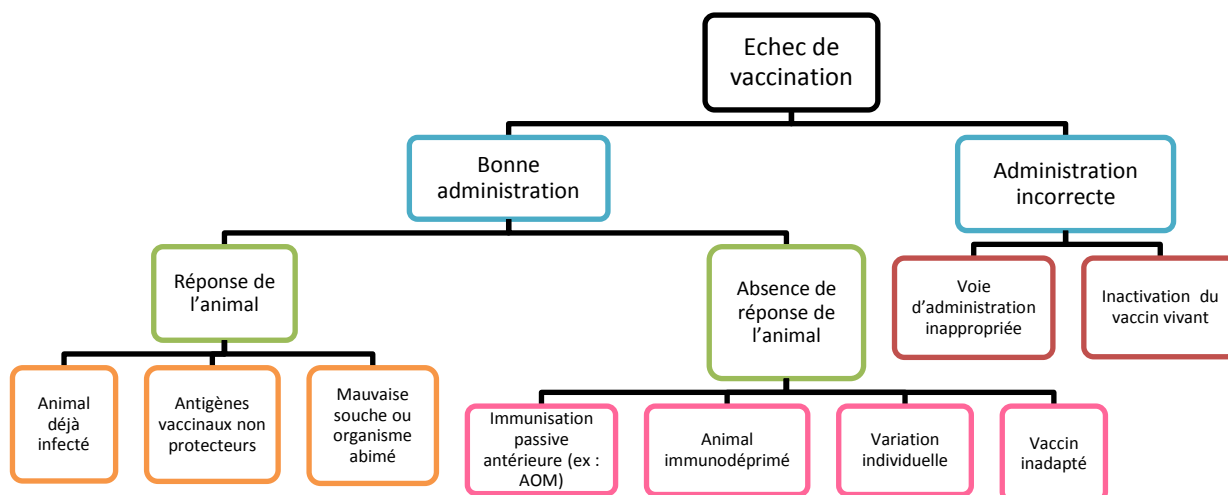 Echec de
vaccination
Bonne
administration
Administration
incorrecte
Réponse de
l'animal
Absence de
réponse de
l'animal
Voie
d'administration
inappropriée
Inactivation du
vaccin vivant
Animal
déjà
infecté
Antigènes
vaccinaux non
protecteurs
Mauvaise
souche ou
organisme
abimé
Immunisation
passive
antérieure (ex :
AOM)
Animal
immunodéprimé
Variation
individuelle
Vaccin
inadapté